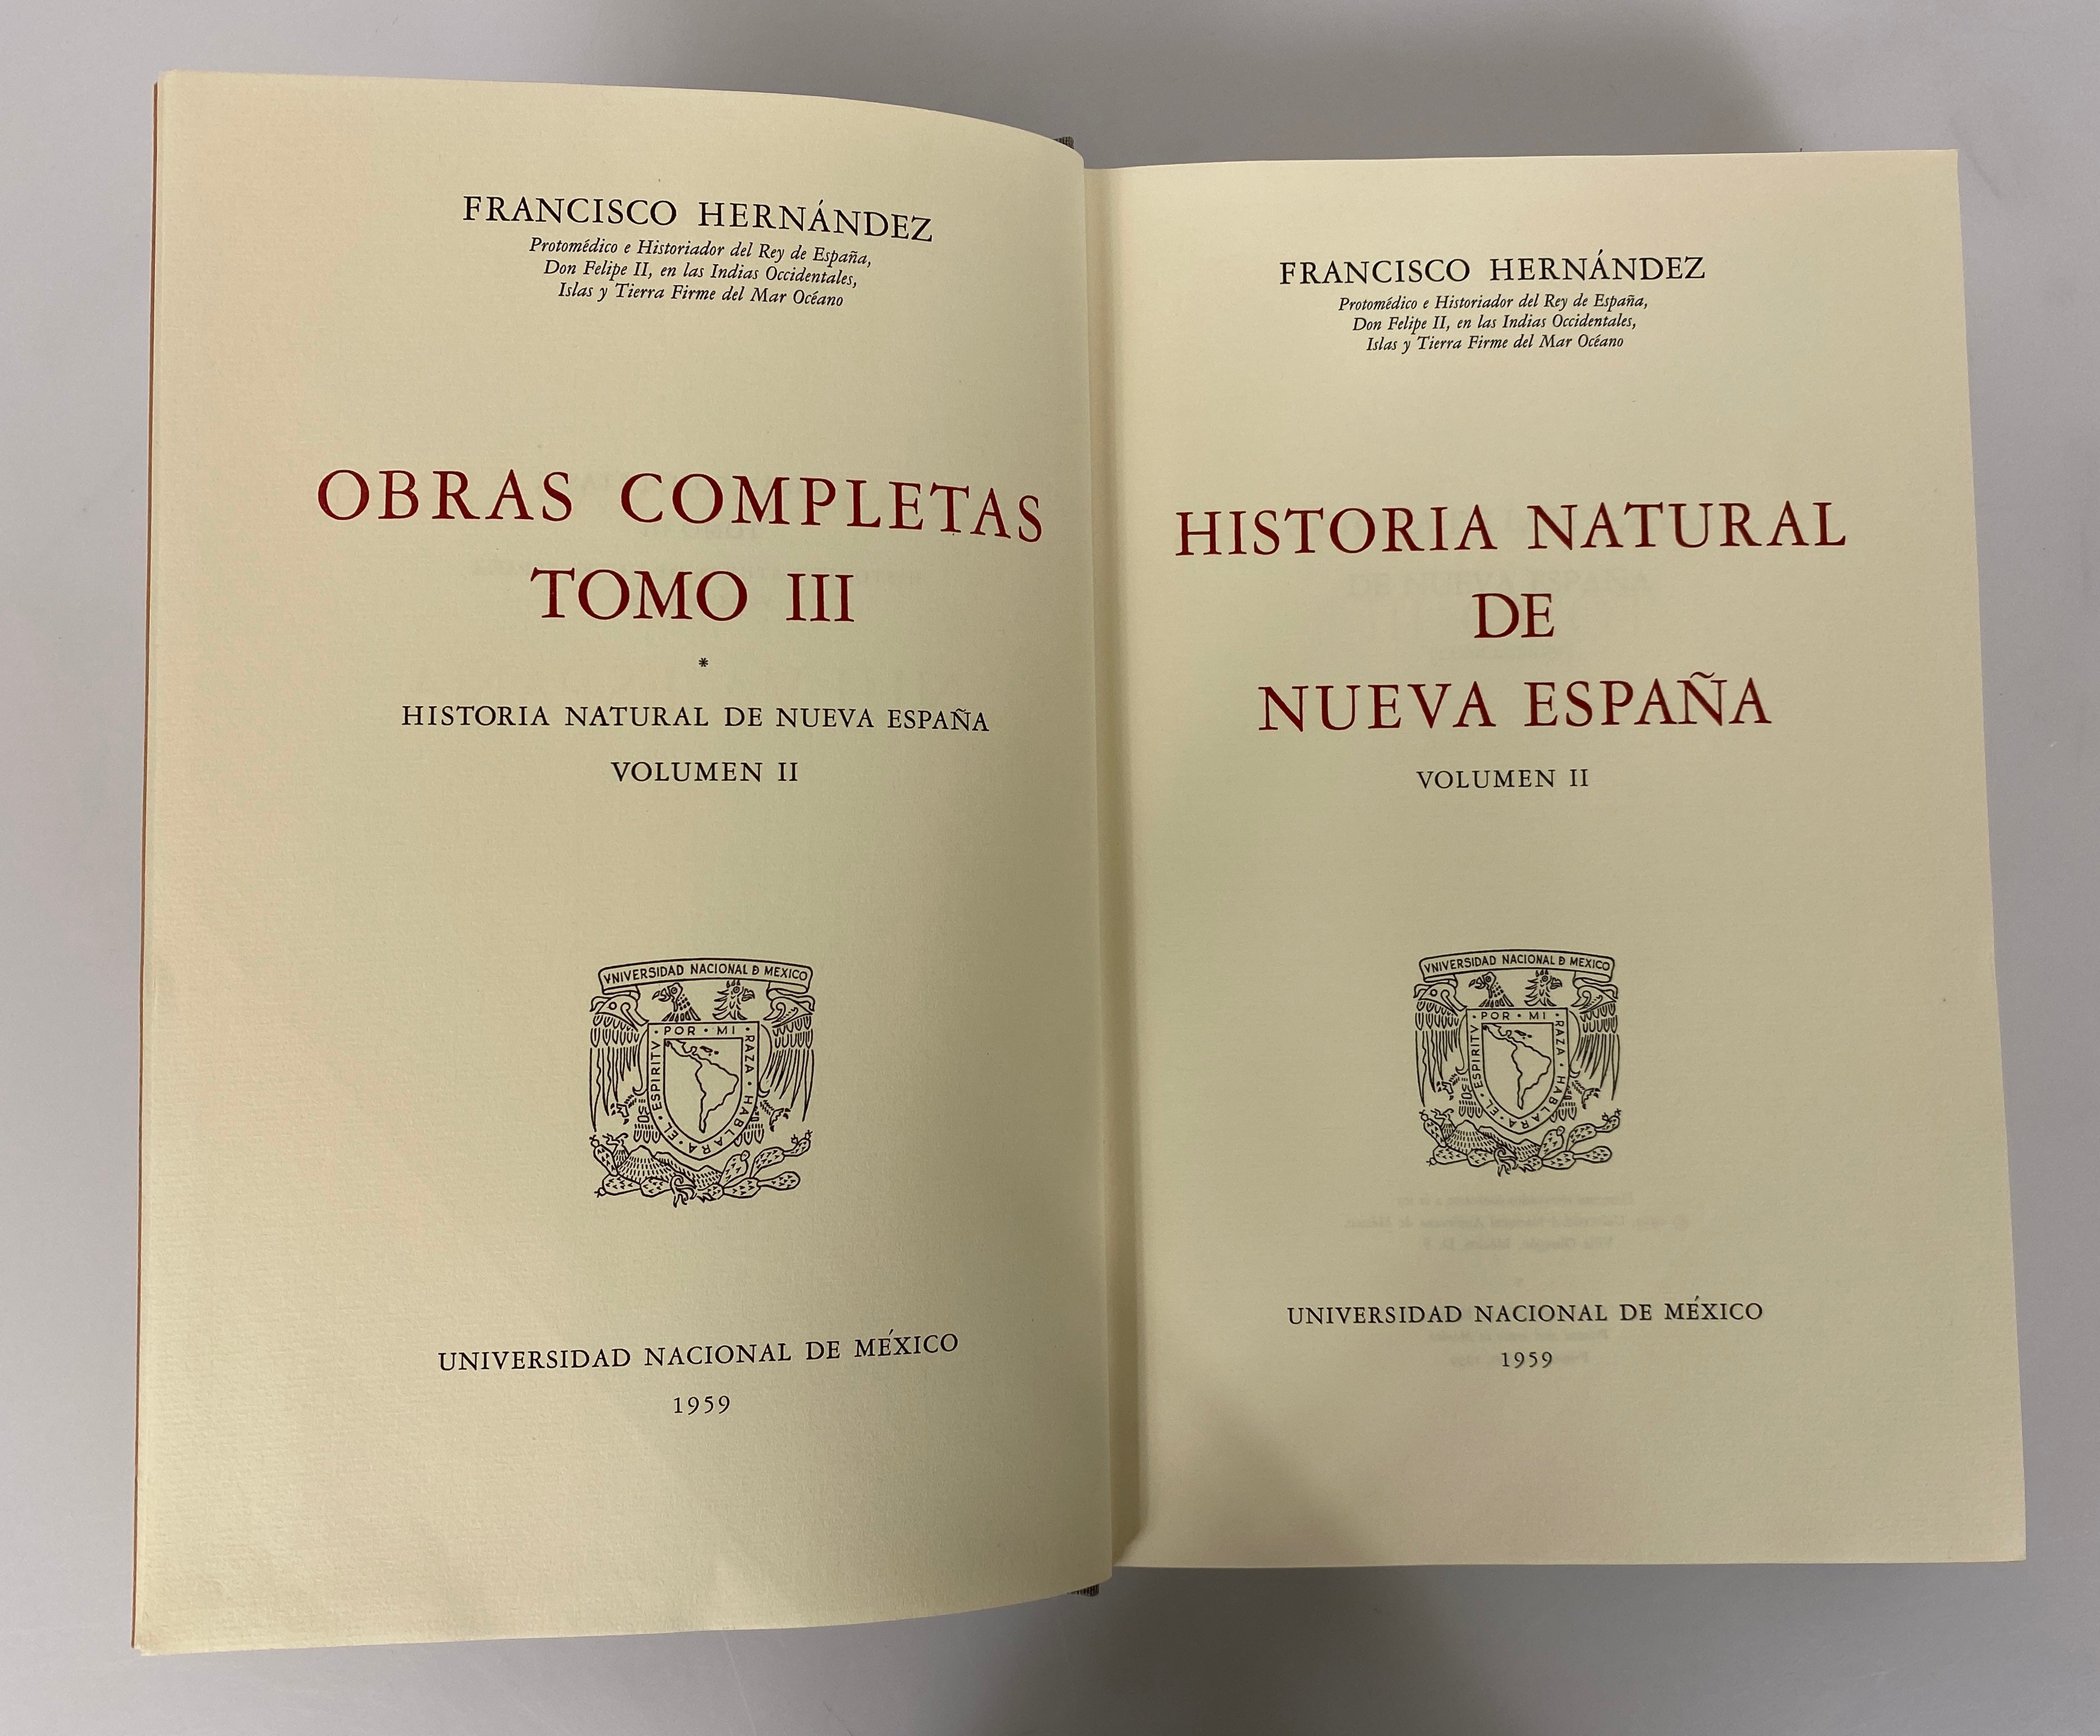 FRANCISCO HERNÁNDEZ
Protomédico e Historiador del Rey de España,
Don Felipe II, en las Indias Occidentales,
Islas y Tierra Firme del Mar Océano
OBRAS COMPLETAS
TOMO III
*
HISTORIA NATURAL DE NUEVA ESPAÑA
VOLUMEN II
VNIVERSIDAD NACIONAL D MEXICO
POR · MI · RAZA · HABLARA · EL · ESPIRITV
UNIVERSIDAD NACIONAL DE MÉXICO
1959
FRANCISCO HERNÁNDEZ
Protomédico e Historiador del Rey de España,
Don Felipe II, en las Indias Occidentales,
Islas y Tierra Firme del Mar Océano
HISTORIA NATURAL
DE
NUEVA ESPAÑA
VOLUMEN II
VNIVERSIDAD NACIONAL D MEXICO
POR · MI · RAZA · HABLARA · EL · ESPIRITV
UNIVERSIDAD NACIONAL DE MÉXICO
1959